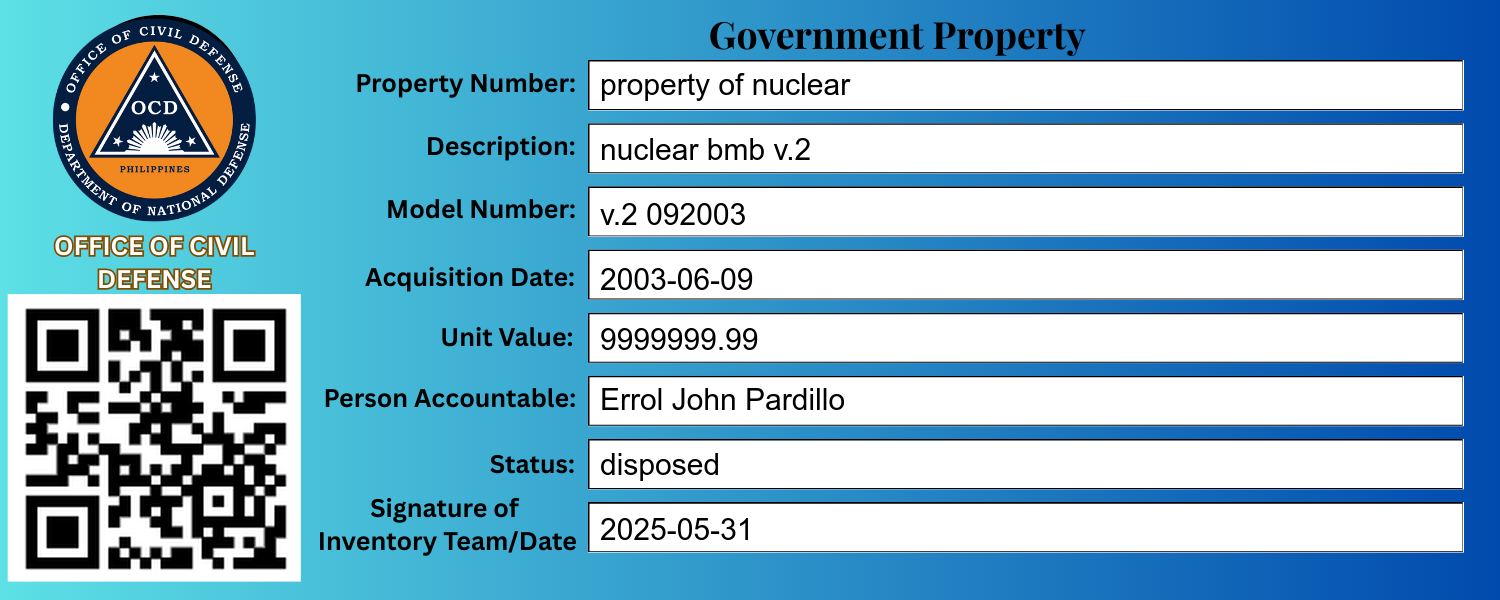 OFFICE OF CIVIL DEFENSE
DEPARTMENT OF NATIONAL DEFENSE
OCD
PHILIPPINES
OFFICE OF CIVIL
DEFENSE
Government Property
Property Number: property of nuclear
Description: nuclear bmb v.2
Model Number: v.2 092003
Acquisition Date: 2003-06-09
Unit Value: 9999999.99
Person Accountable: Errol John Pardillo
Status: disposed
Signature of
Inventory Team/Date 2025-05-31